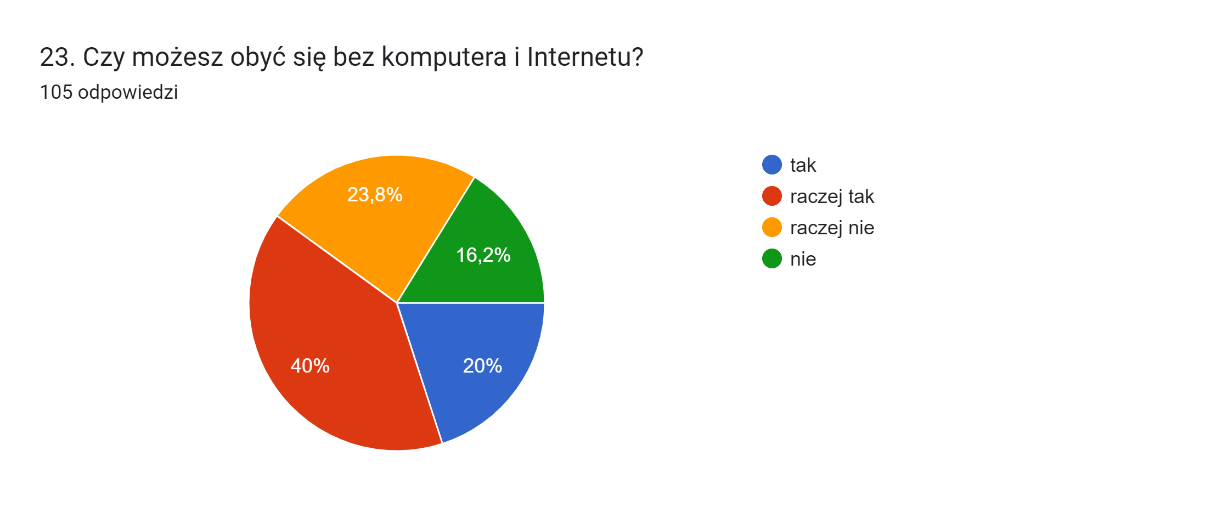 23. Czy możesz obyć się bez komputera i Internetu?
105 odpowiedzi
tak
raczej tak
raczej nie
nie
23,8%
16,2%
40%
20%